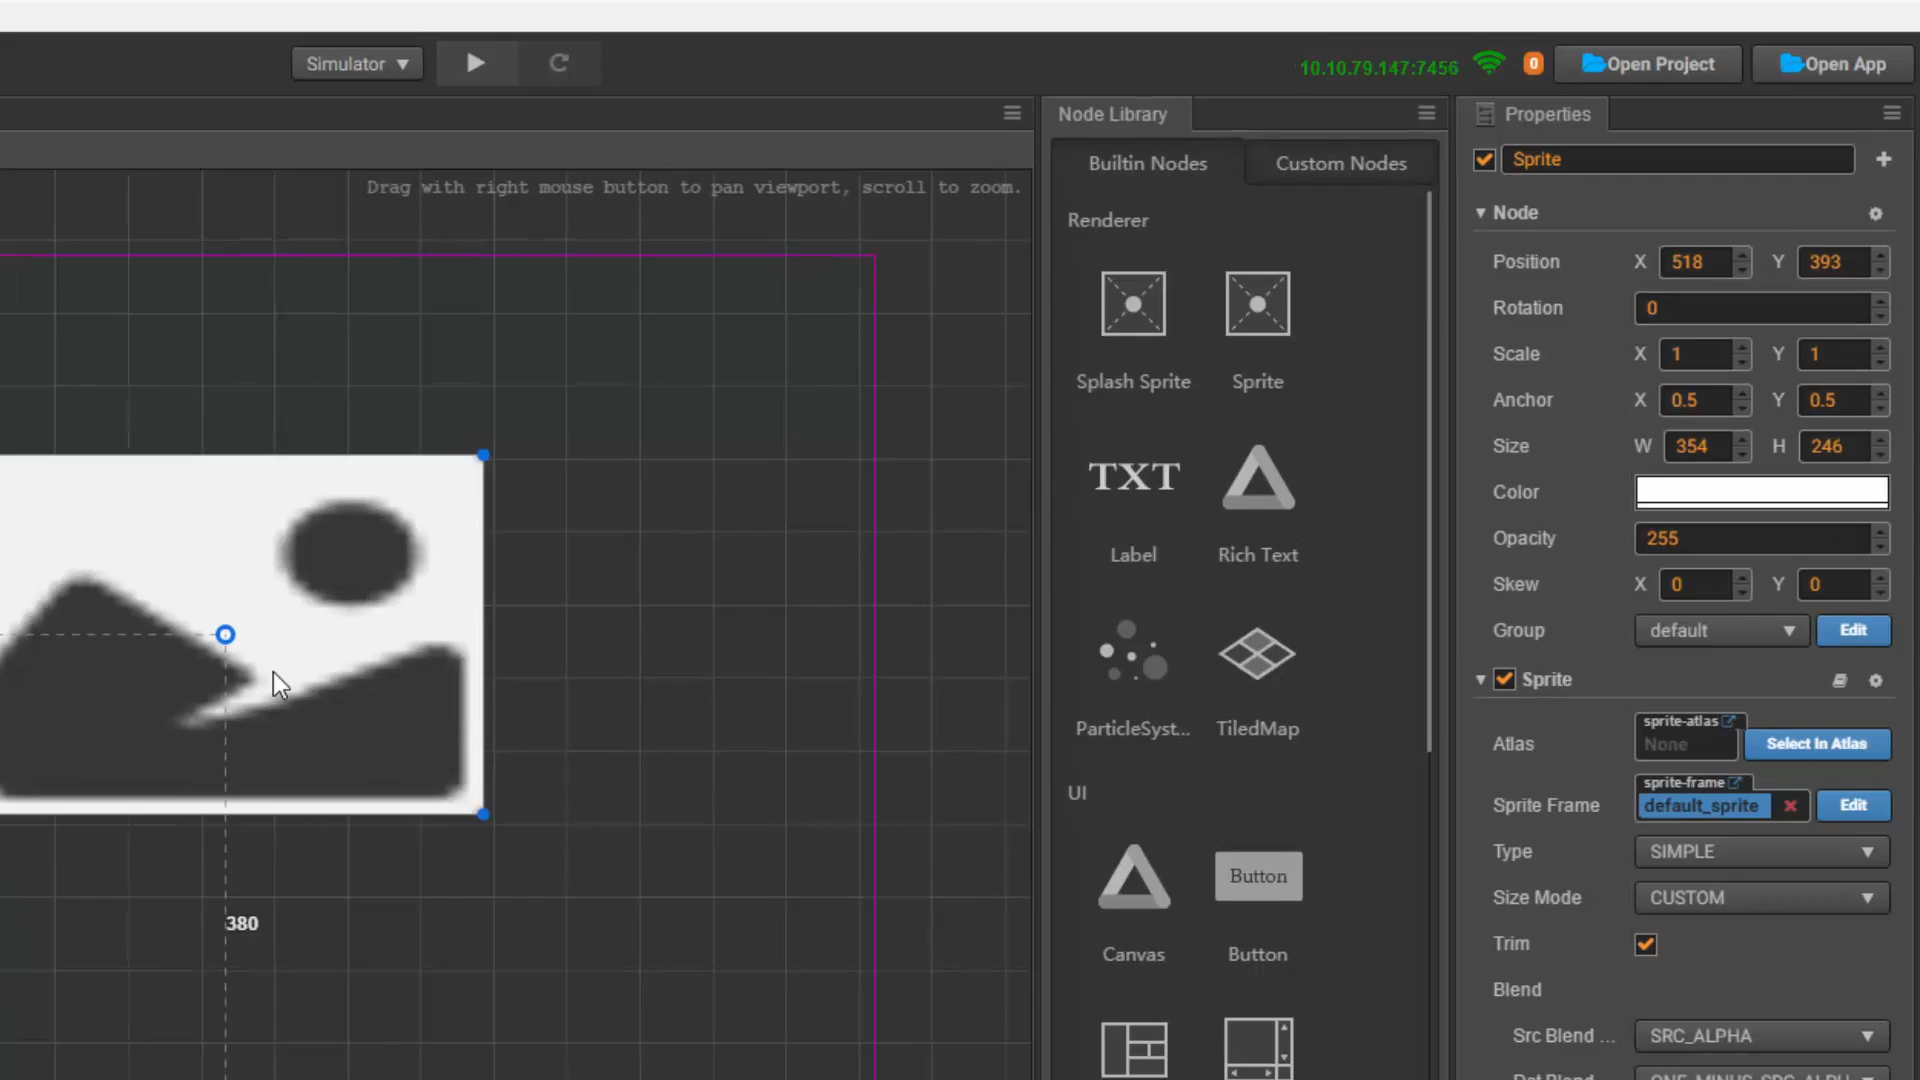 Simulator
10.10.79.147:7456
0
Open Project
Open App
Node Library
Properties
Builtin Nodes
Custom Nodes
Sprite
Drag with right mouse button to pan viewport, scroll to zoom.
Renderer
Node
Position X 518 Y 393
Rotation 0
Scale X 1 Y 1
Splash Sprite
Sprite
Anchor X 0.5 Y 0.5
Size W 354 H 246
TXT
Color
Opacity 255
Label
Rich Text
Skew X 0 Y 0
Group default Edit
Sprite
ParticleSyst...
TiledMap
sprite-atlas
Atlas None Select In Atlas
sprite-frame
Sprite Frame default_sprite Edit
UI
Type SIMPLE
Button
Size Mode CUSTOM
380
Trim
Canvas
Button
Blend
Src Blend ... SRC_ALPHA